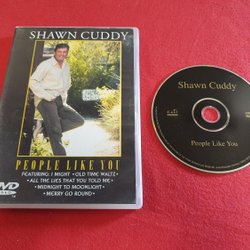 SHAWN CUDDY
PEOPLE LIKE YOU
FEATURING: I MIGHT • OLD TIME WALTZ •
• ALL THE LIES THAT YOU TOLD ME •
• MIDNIGHT TO MOONLIGHT •
MERRY GO ROUND •
DVD
Shawn Cuddy
People Like You